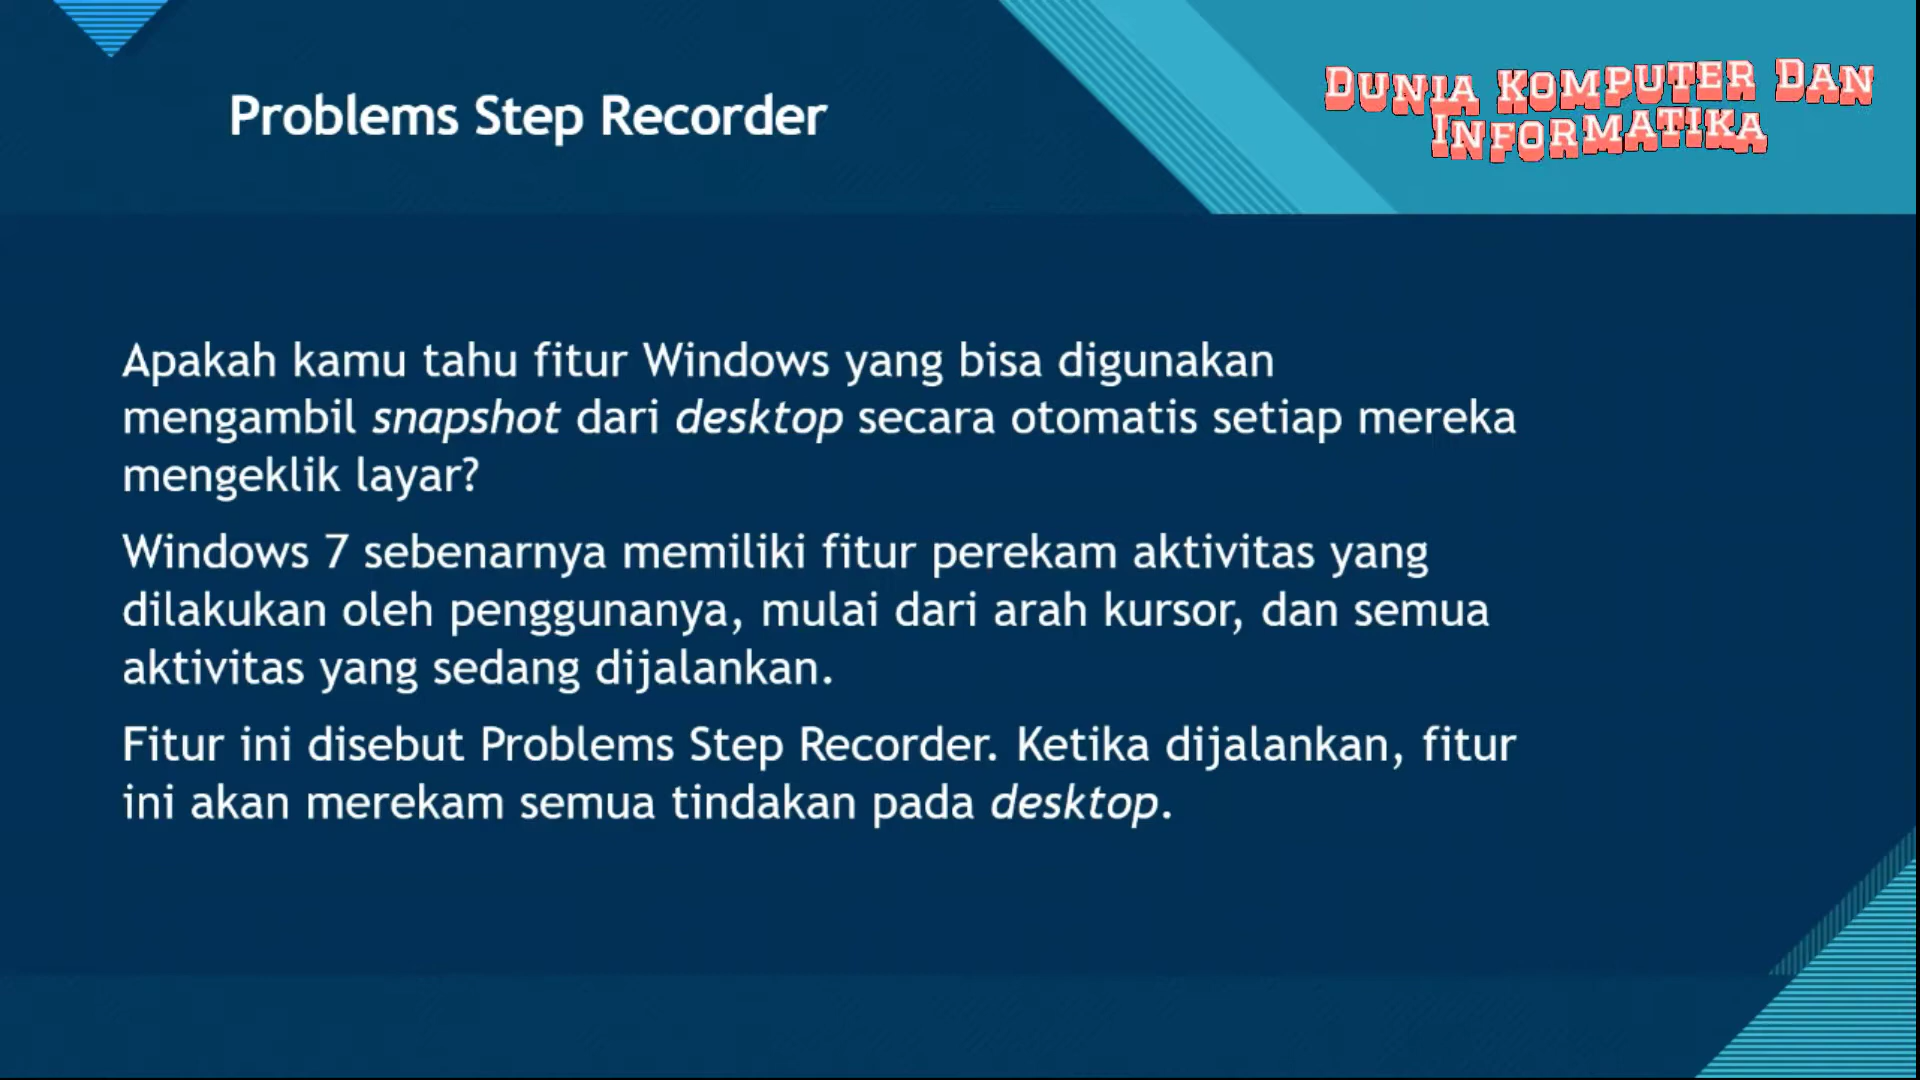 Problems Step Recorder
Dunia Komputer Dan
Informatika
Apakah kamu tahu fitur Windows yang bisa digunakan
mengambil snapshot dari desktop secara otomatis setiap mereka
mengeklik layar?
Windows 7 sebenarnya memiliki fitur perekam aktivitas yang
dilakukan oleh penggunanya, mulai dari arah kursor, dan semua
aktivitas yang sedang dijalankan.
Fitur ini disebut Problems Step Recorder. Ketika dijalankan, fitur
ini akan merekam semua tindakan pada desktop.